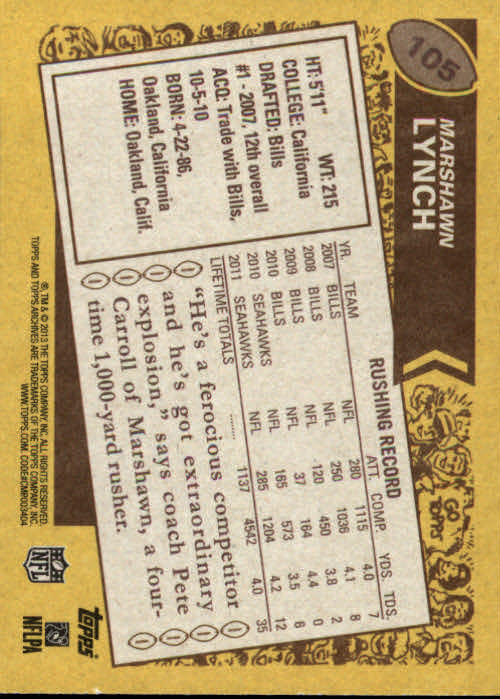 105
MARSHAWN
LYNCH
GO
TOPPS
HT: 5'11" WT: 215
COLLEGE: California
DRAFTED: Bills
#1 - 2007, 12th overall
ACQ: Trade with Bills,
10-5-10
BORN: 4-22-86,
Oakland, California
HOME: Oakland, Calif.
RUSHING RECORD
YR. TEAM ATT. COMP. YDS. TDS.
2007 BILLS NFL 280 1115 4.0 7
2008 BILLS NFL 250 1036 4.1 8
2009 BILLS NFL 120 450 3.8 2
2010 BILLS NFL 37 164 4.4 0
2010 SEAHAWKS NFL 165 573 3.5 6
2011 SEAHAWKS NFL 285 1204 4.2 12
LIFETIME TOTALS ........ 1137 4542 4.0 35
“He's a ferocious competitor
and he's got extraordinary
explosion,” says coach Pete
Carroll of Marshawn, a four-
time 1,000-yard rusher.
®, TM & © 2013 THE TOPPS COMPANY, INC. ALL RIGHTS RESERVED.
TOPPS AND TOPPS ARCHIVES ARE TRADEMARKS OF THE TOPPS COMPANY, INC.
WWW.TOPPS.COM. CODE#CMR003404
NFL
NFLPA
topps